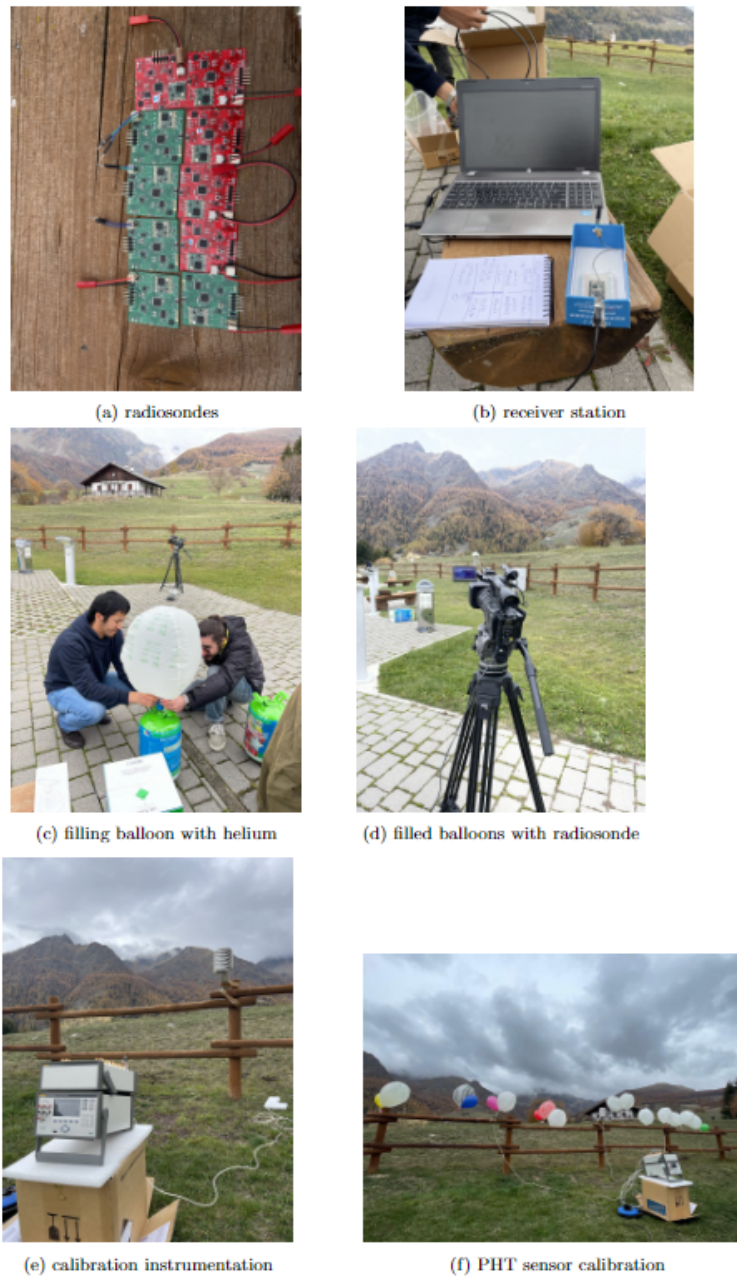 (a) radiosondes
(b) receiver station
(c) filling balloon with helium
(d) filled balloons with radiosonde
(e) calibration instrumentation
(f) PHT sensor calibration